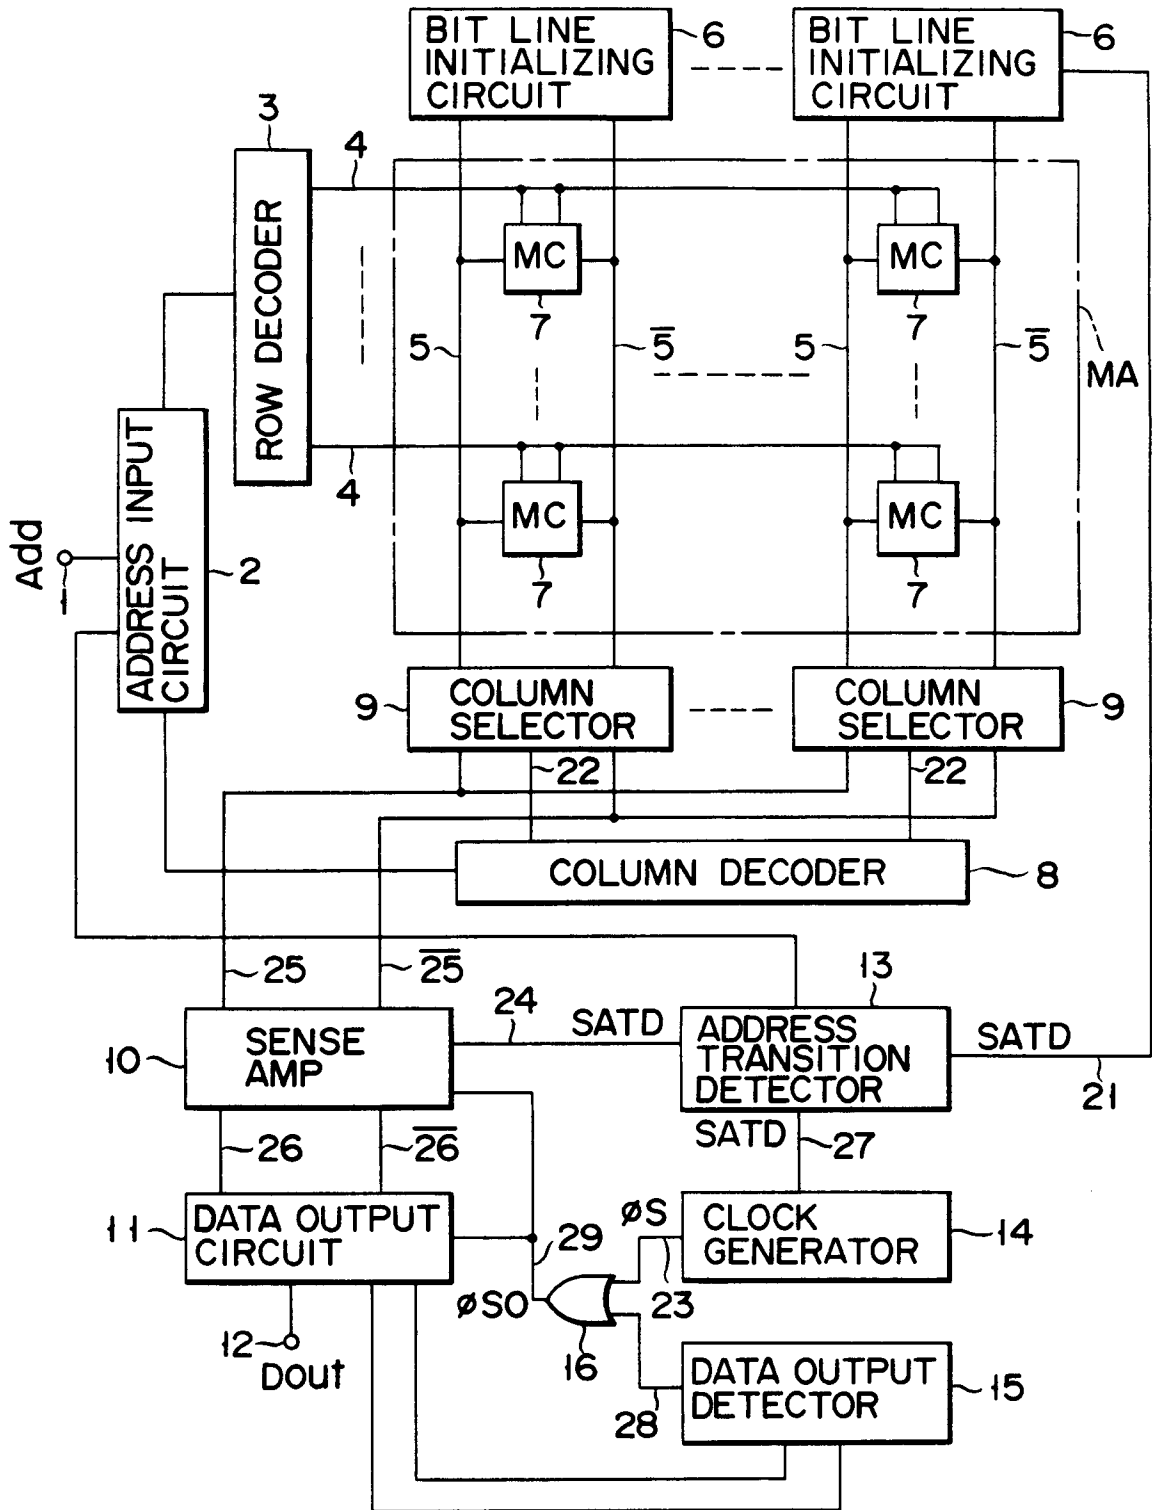 BIT LINE
INITIALIZING
CIRCUIT
6
BIT LINE
INITIALIZING
CIRCUIT
6
3
4
ROW DECODER
MC
7
MC
7
5
5̅
5
5̅
MA
4
MC
7
MC
7
Add
1
ADDRESS INPUT
CIRCUIT
2
9
COLUMN
SELECTOR
COLUMN
SELECTOR
9
22
22
COLUMN DECODER
8
25
2̅5̅
13
24
SATD
10
SENSE
AMP
ADDRESS
TRANSITION
DETECTOR
SATD
21
26
2̅6̅
SATD
27
11
DATA OUTPUT
CIRCUIT
29
øS
23
CLOCK
GENERATOR
14
øSO
16
12
Dout
28
DATA OUTPUT
DETECTOR
15